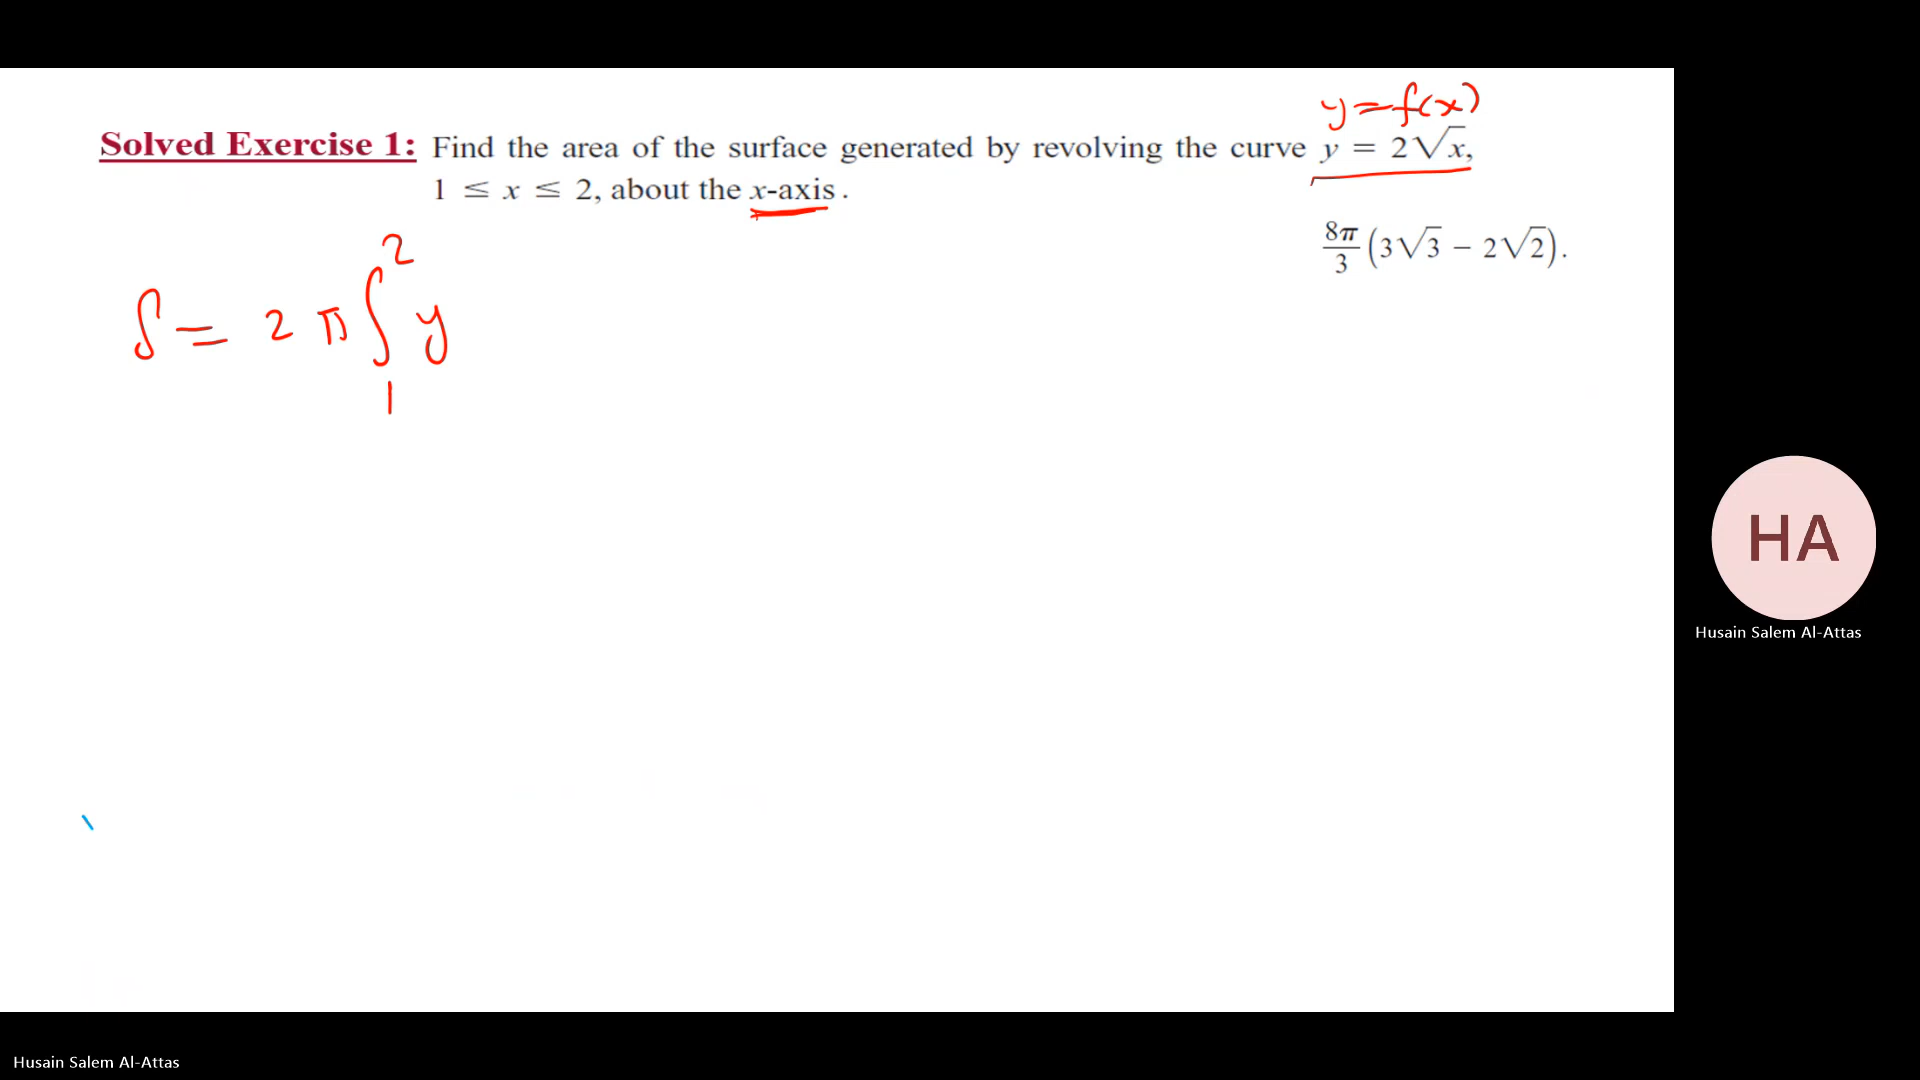 y = f(x)
Solved Exercise 1: Find the area of the surface generated by revolving the curve y = 2√x,
1 ≤ x ≤ 2, about the x-axis .
8π/3 (3√3 − 2√2).
S = 2π ∫₁² y
HA
Husain Salem Al-Attas
Husain Salem Al-Attas